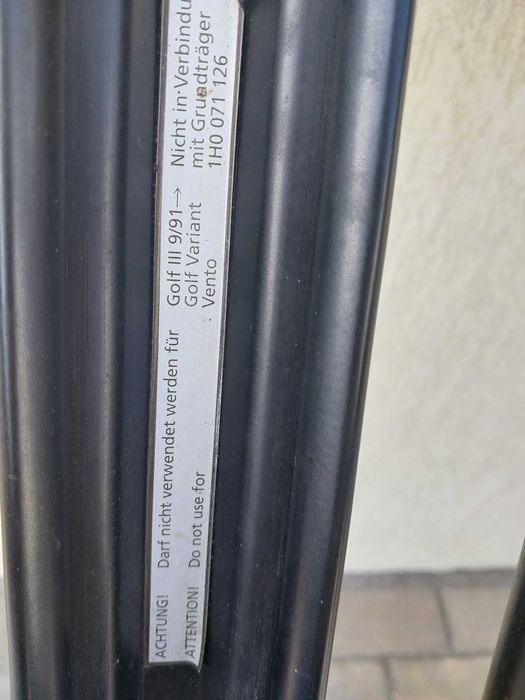 ACHTUNG! Darf nicht verwendet werden für
ATTENTION! Do not use for
Golf III 9/91→
Golf Variant
Vento
Nicht in Verbindu
mit Grundträger
1H0 071 126